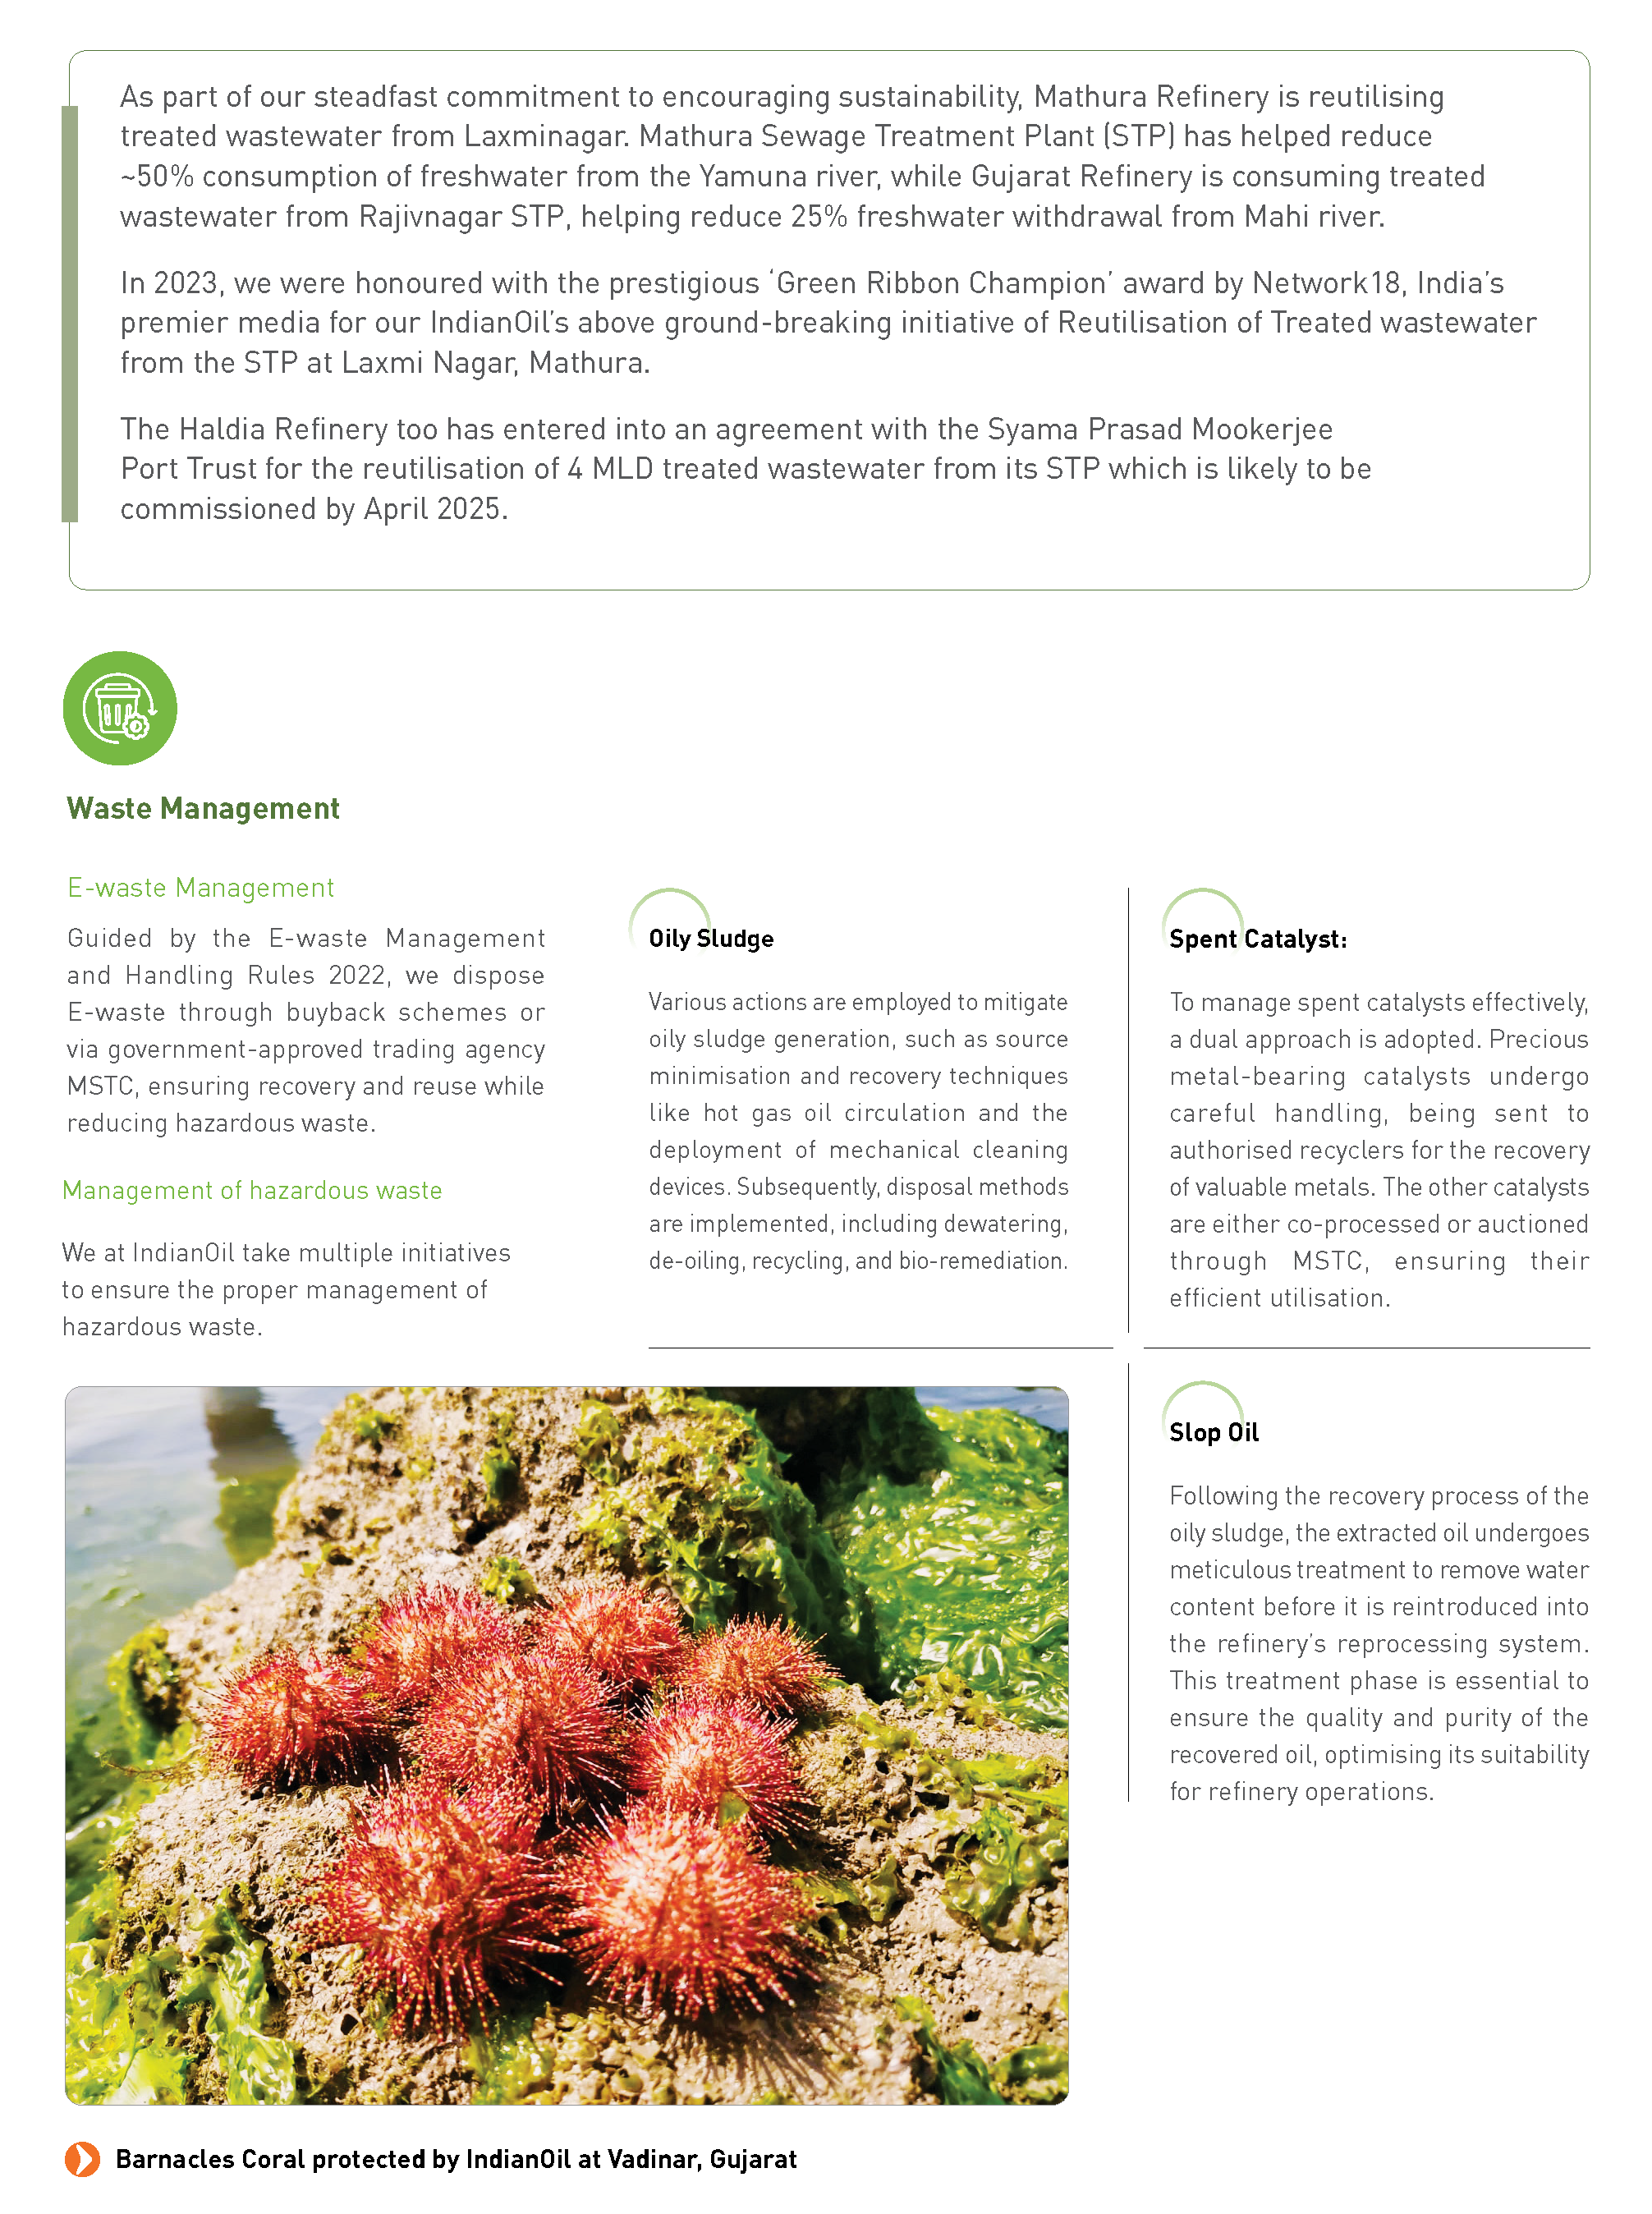 As part of our steadfast commitment to encouraging sustainability, Mathura Refinery is reutilising
treated wastewater from Laxminagar. Mathura Sewage Treatment Plant (STP) has helped reduce
~50% consumption of freshwater from the Yamuna river, while Gujarat Refinery is consuming treated
wastewater from Rajivnagar STP, helping reduce 25% freshwater withdrawal from Mahi river.
In 2023, we were honoured with the prestigious ‘Green Ribbon Champion’ award by Network18, India’s
premier media for our IndianOil’s above ground-breaking initiative of Reutilisation of Treated wastewater
from the STP at Laxmi Nagar, Mathura.
The Haldia Refinery too has entered into an agreement with the Syama Prasad Mookerjee
Port Trust for the reutilisation of 4 MLD treated wastewater from its STP which is likely to be
commissioned by April 2025.
Waste Management
E-waste Management
Guided by the E-waste Management
and Handling Rules 2022, we dispose
E-waste through buyback schemes or
via government-approved trading agency
MSTC, ensuring recovery and reuse while
reducing hazardous waste.
Management of hazardous waste
We at IndianOil take multiple initiatives
to ensure the proper management of
hazardous waste.
Oily Sludge
Various actions are employed to mitigate
oily sludge generation, such as source
minimisation and recovery techniques
like hot gas oil circulation and the
deployment of mechanical cleaning
devices. Subsequently, disposal methods
are implemented, including dewatering,
de-oiling, recycling, and bio-remediation.
Spent Catalyst:
To manage spent catalysts effectively,
a dual approach is adopted. Precious
metal-bearing catalysts undergo
careful handling, being sent to
authorised recyclers for the recovery
of valuable metals. The other catalysts
are either co-processed or auctioned
through MSTC, ensuring their
efficient utilisation.
Slop Oil
Following the recovery process of the
oily sludge, the extracted oil undergoes
meticulous treatment to remove water
content before it is reintroduced into
the refinery’s reprocessing system.
This treatment phase is essential to
ensure the quality and purity of the
recovered oil, optimising its suitability
for refinery operations.
Barnacles Coral protected by IndianOil at Vadinar, Gujarat